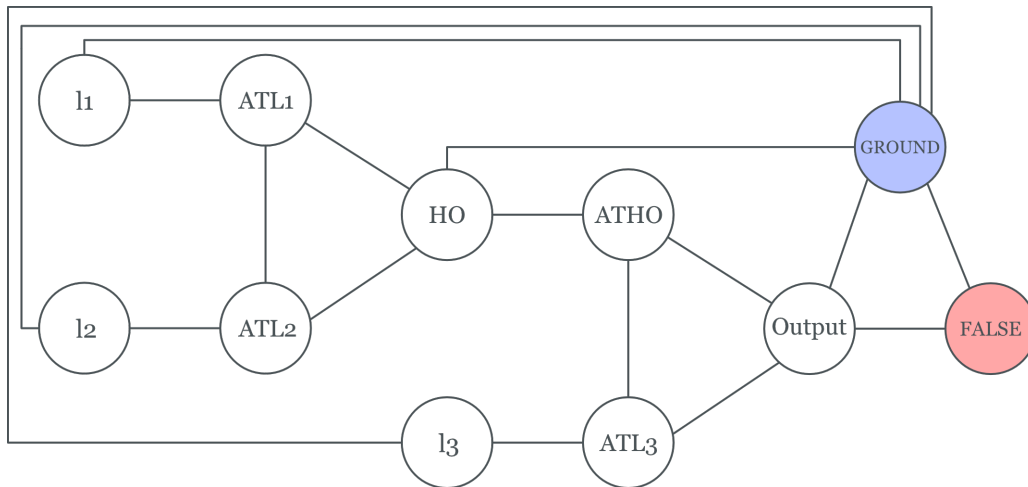 l1
ATL1
GROUND
HO
ATHO
l2
ATL2
Output
FALSE
l3
ATL3